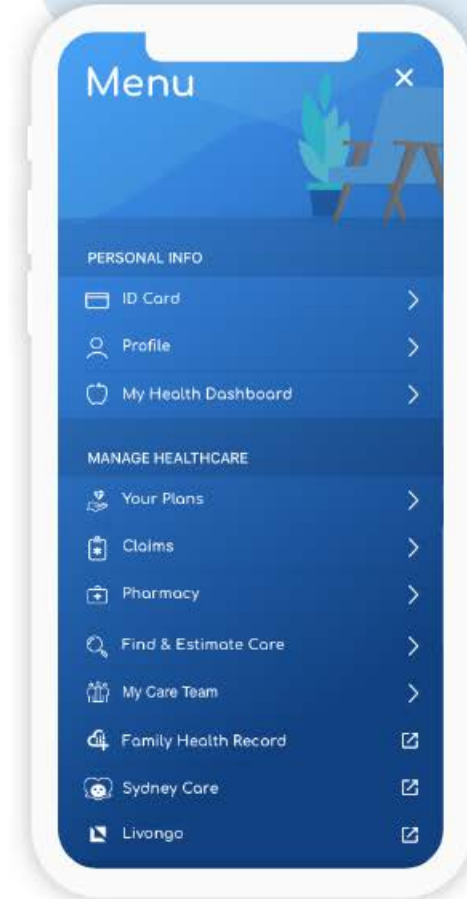 Menu
PERSONAL INFO
ID Card
Profile
My Health Dashboard
MANAGE HEALTHCARE
Your Plans
Claims
Pharmacy
Find & Estimate Care
My Care Team
Family Health Record
Sydney Care
Livongo